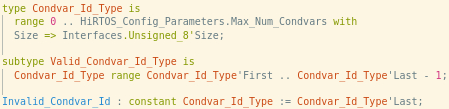 type Condvar_Id_Type is
  range 0 .. HiRTOS_Config_Parameters.Max_Num_Condvars with
  Size => Interfaces.Unsigned_8'Size;

subtype Valid_Condvar_Id_Type is
  Condvar_Id_Type range Condvar_Id_Type'First .. Condvar_Id_Type'Last - 1;

Invalid_Condvar_Id : constant Condvar_Id_Type := Condvar_Id_Type'Last;